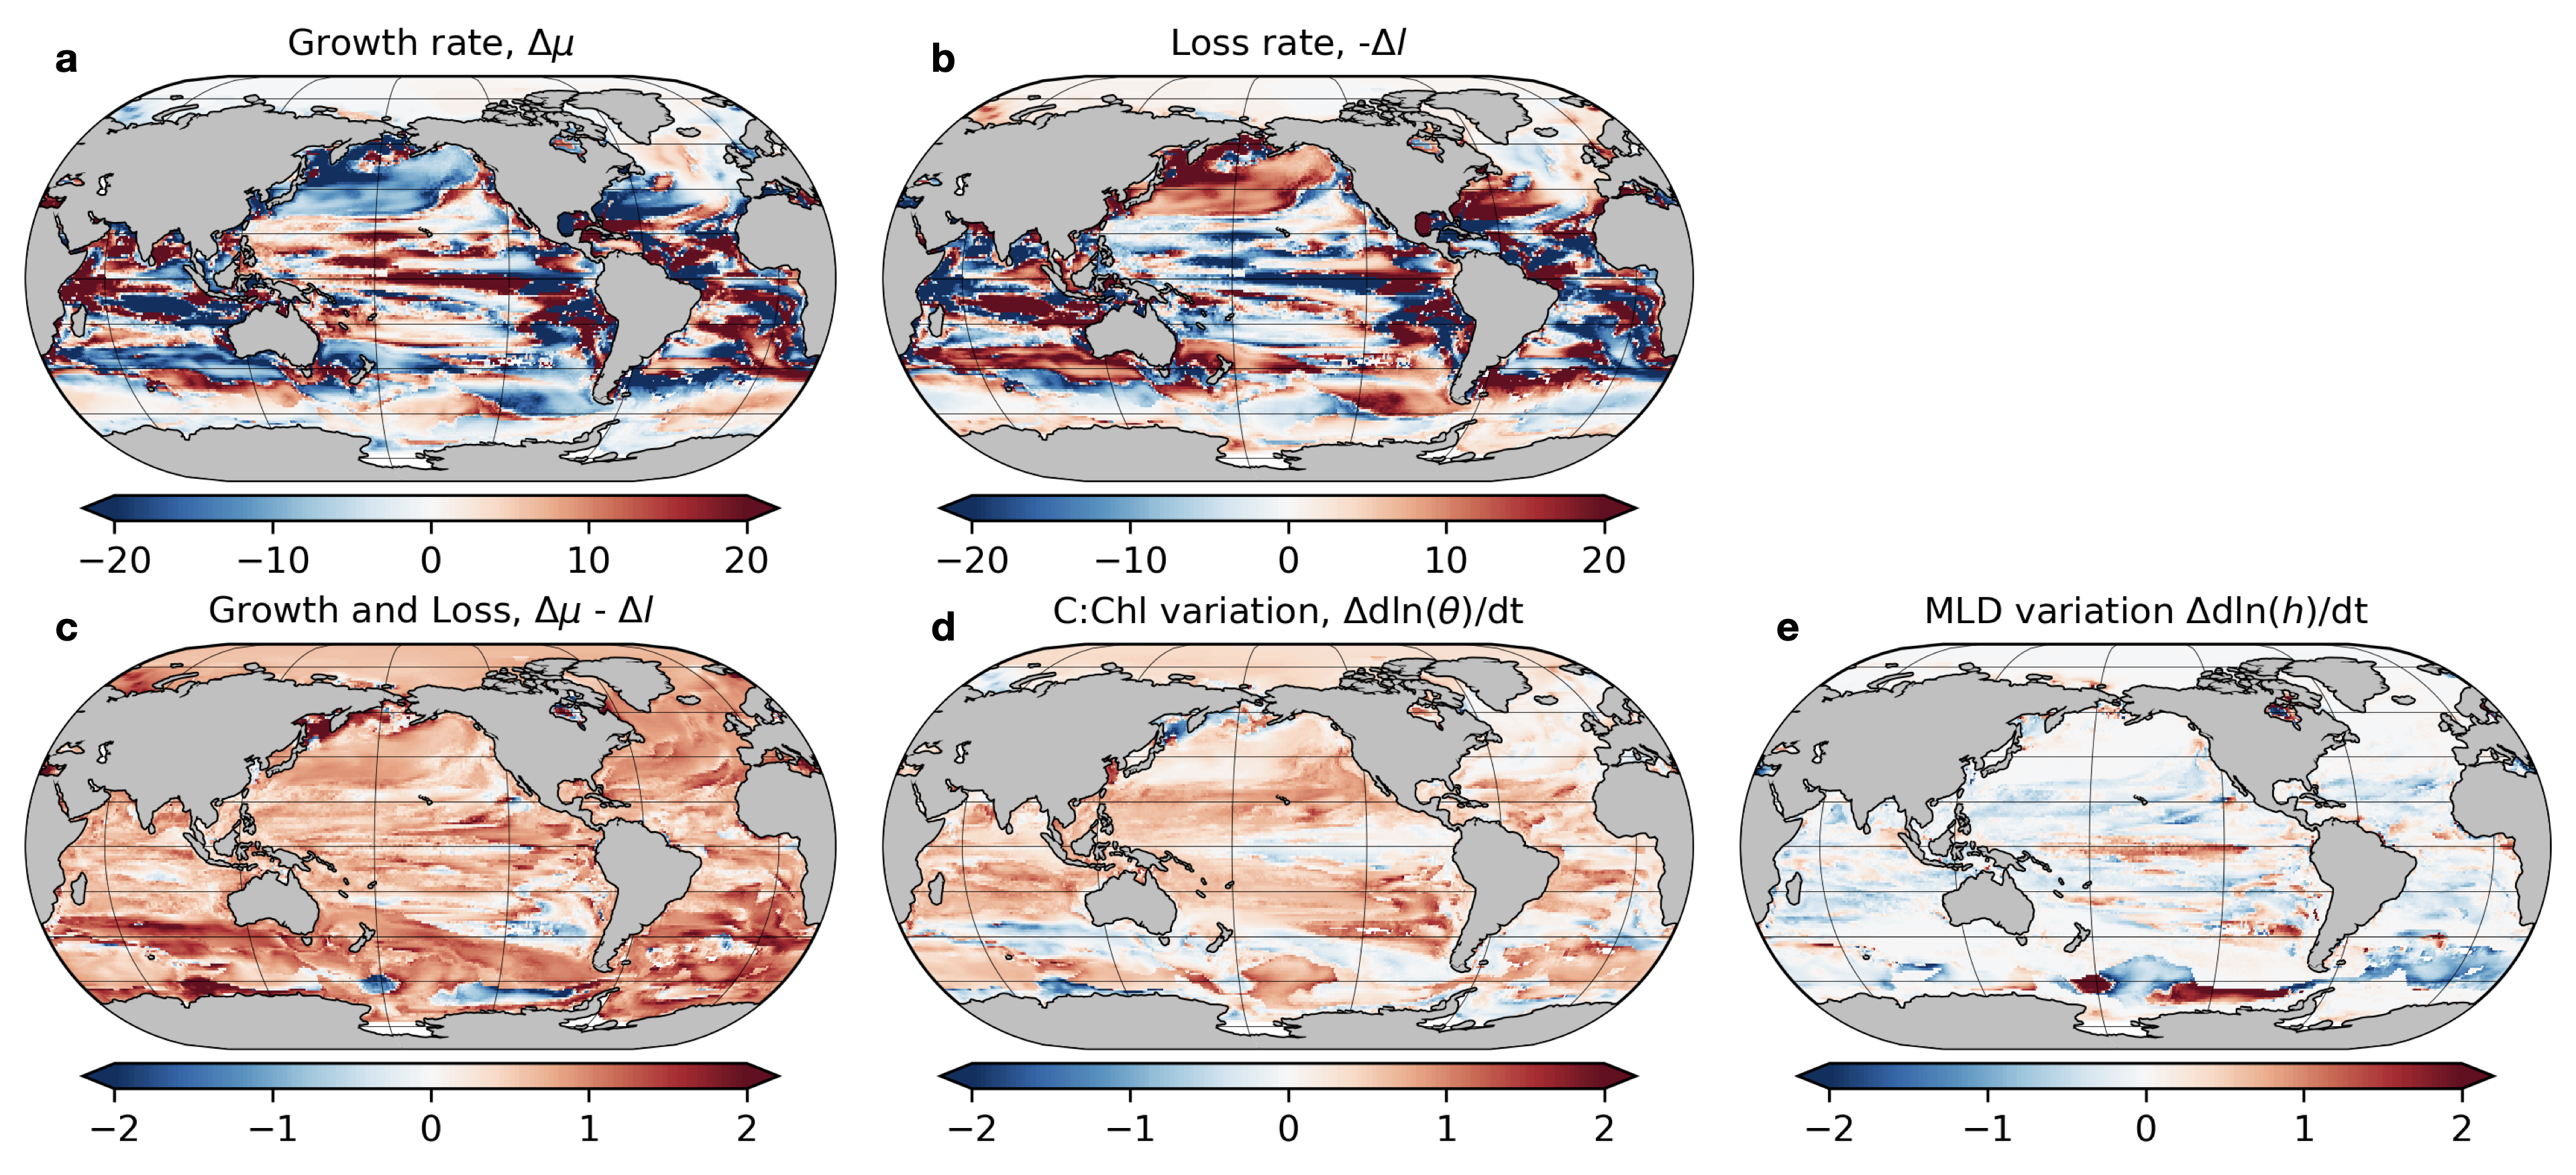 a
Growth rate, Δμ
b
Loss rate, -Δl
−20 −10 0 10 20
−20 −10 0 10 20
c
Growth and Loss, Δμ - Δl
d
C:Chl variation, Δdln(θ)/dt
e
MLD variation Δdln(h)/dt
−2 −1 0 1 2
−2 −1 0 1 2
−2 −1 0 1 2